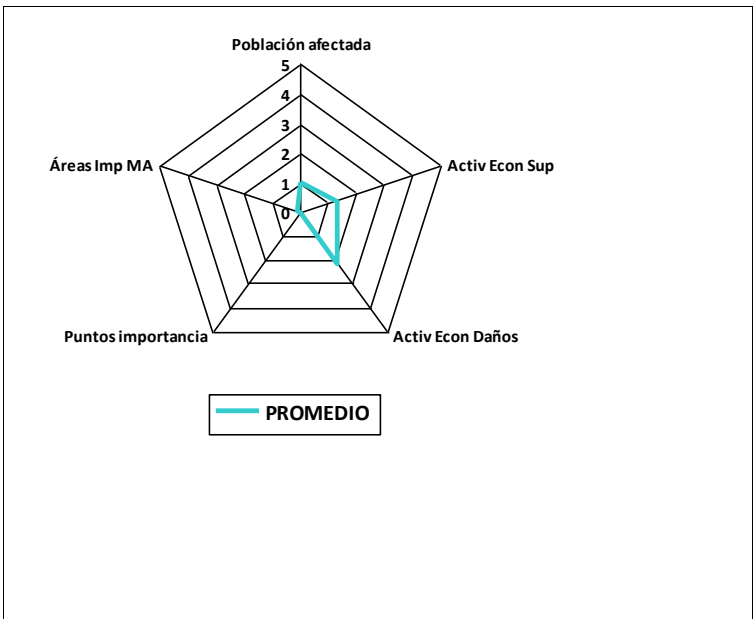 Población afectada
5
4
3
2
1
0
Áreas Imp MA
Activ Econ Sup
Puntos importancia
Activ Econ Daños
PROMEDIO